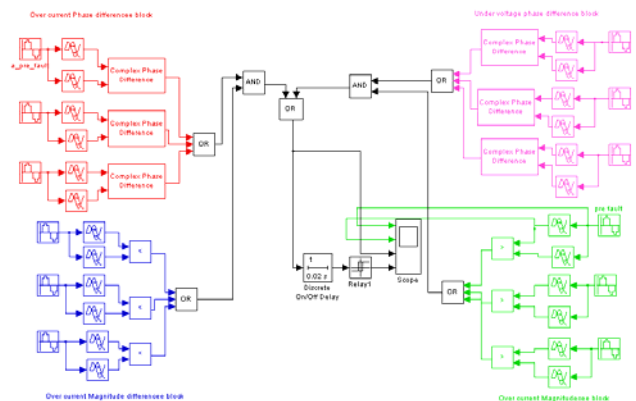 Over current Phase differences block
Under voltage phase difference block
a_pre_fault
Complex Phase
Difference
Complex Phase
Difference
Complex Phase
Difference
OR
AND
OR
AND
OR
Complex Phase
Difference
Complex Phase
Difference
Complex Phase
Difference
pre fault
<
<
<
OR
1
0.02 s
Discrete
On/Off Delay
Relay1
Scope
OR
>
>
>
Over current Magnitude differences block
Over current Magnitudense block